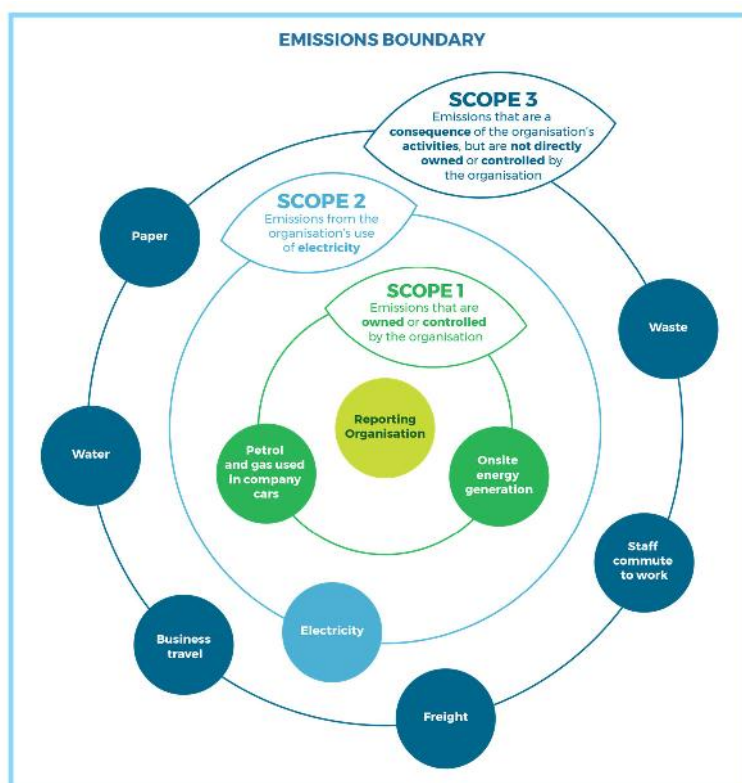 EMISSIONS BOUNDARY
SCOPE 3
Emissions that are a
consequence of the organisation's
activities, but are not directly
owned or controlled by
the organisation
SCOPE 2
Emissions from the
organisation's use
of electricity
Paper
SCOPE 1
Emissions that are
owned or controlled
by the organisation
Waste
Reporting
Organisation
Water
Petrol
and gas used
in company
cars
Onsite
energy
generation
Staff
commute
to work
Business
travel
Electricity
Freight